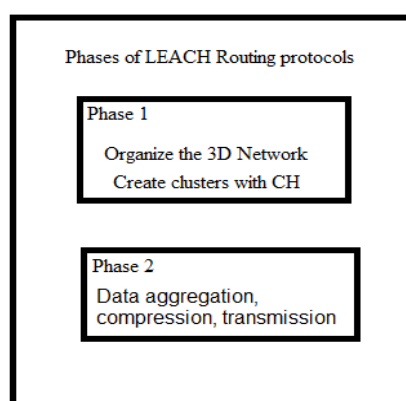 Phases of LEACH Routing protocols
Phase 1
Organize the 3D Network
Create clusters with CH
Phase 2
Data aggregation,
compression, transmission